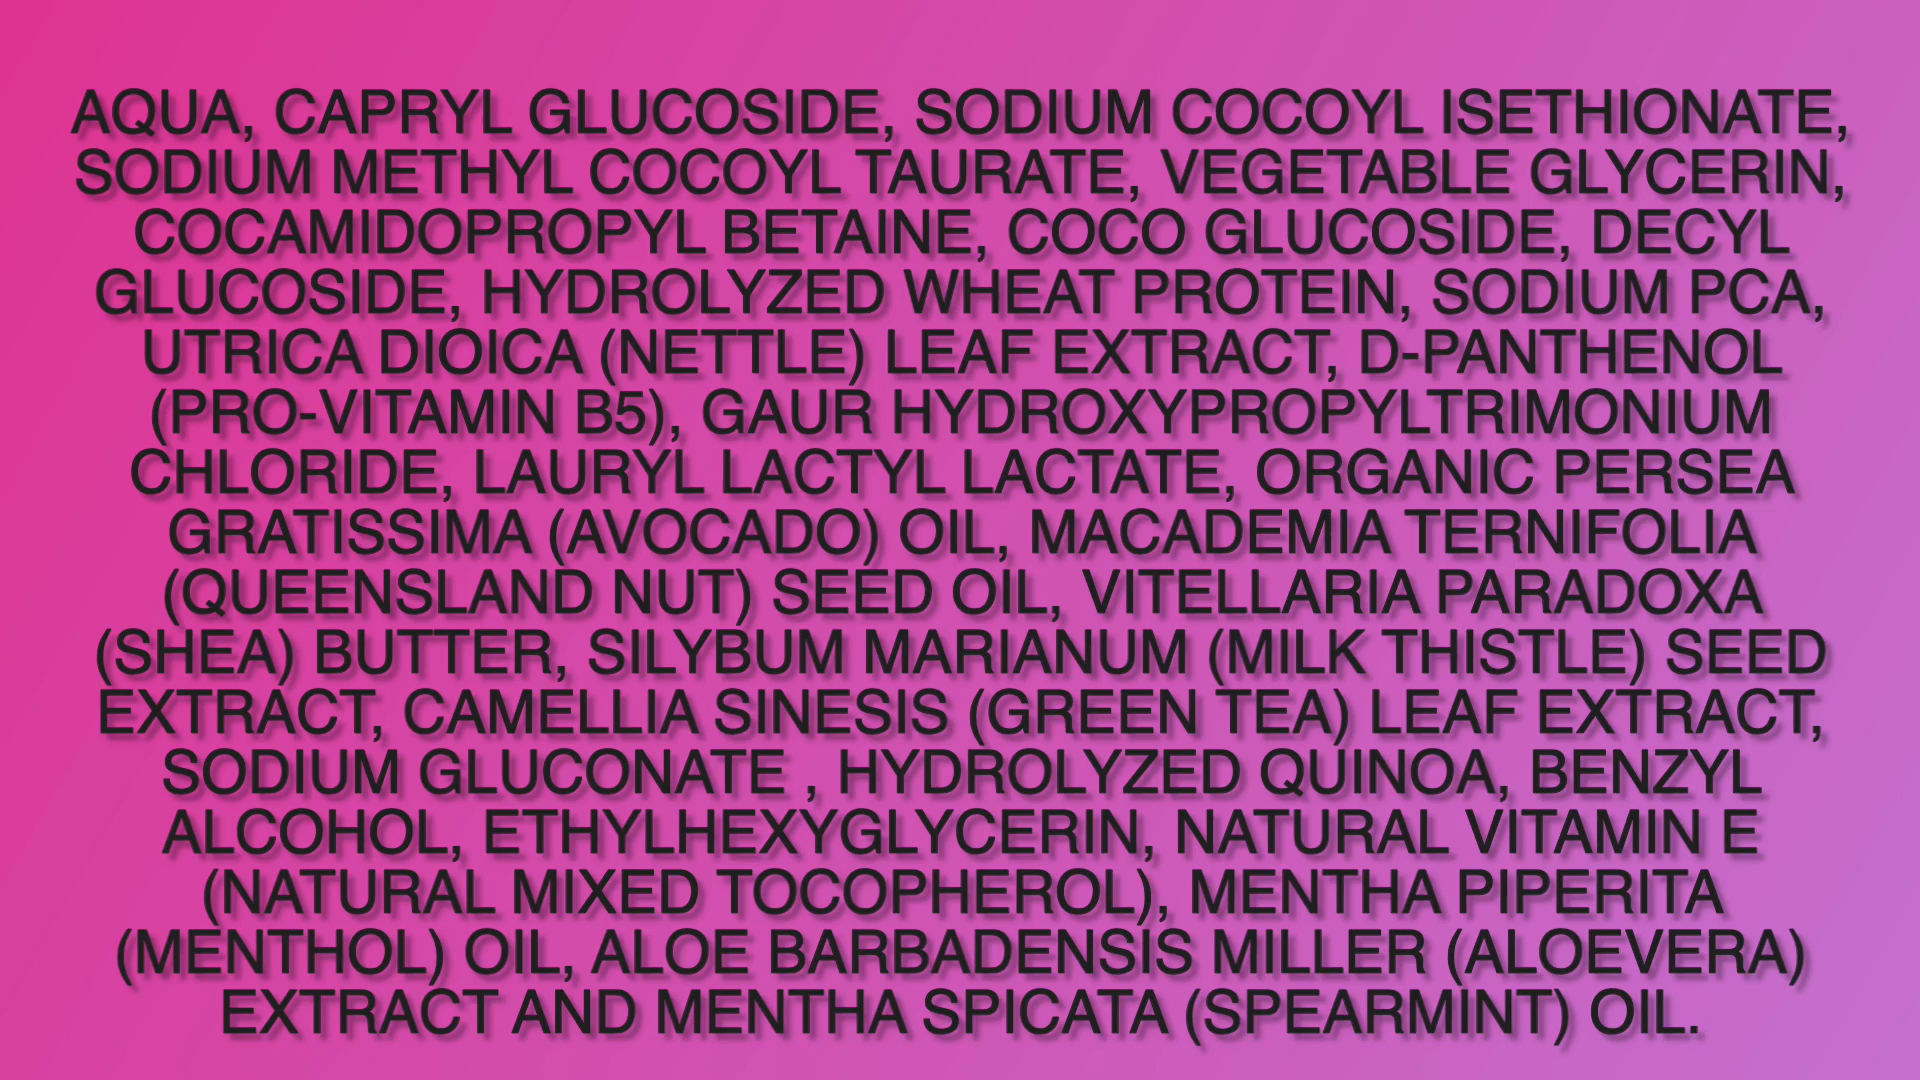 AQUA, CAPRYL GLUCOSIDE, SODIUM COCOYL ISETHIONATE,
SODIUM METHYL COCOYL TAURATE, VEGETABLE GLYCERIN,
COCAMIDOPROPYL BETAINE, COCO GLUCOSIDE, DECYL
GLUCOSIDE, HYDROLYZED WHEAT PROTEIN, SODIUM PCA,
UTRICA DIOICA (NETTLE) LEAF EXTRACT, D-PANTHENOL
(PRO-VITAMIN B5), GAUR HYDROXYPROPYLTRIMONIUM
CHLORIDE, LAURYL LACTYL LACTATE, ORGANIC PERSEA
GRATISSIMA (AVOCADO) OIL, MACADEMIA TERNIFOLIA
(QUEENSLAND NUT) SEED OIL, VITELLARIA PARADOXA
(SHEA) BUTTER, SILYBUM MARIANUM (MILK THISTLE) SEED
EXTRACT, CAMELLIA SINESIS (GREEN TEA) LEAF EXTRACT,
SODIUM GLUCONATE , HYDROLYZED QUINOA, BENZYL
ALCOHOL, ETHYLHEXYGLYCERIN, NATURAL VITAMIN E
(NATURAL MIXED TOCOPHEROL), MENTHA PIPERITA
(MENTHOL) OIL, ALOE BARBADENSIS MILLER (ALOEVERA)
EXTRACT AND MENTHA SPICATA (SPEARMINT) OIL.